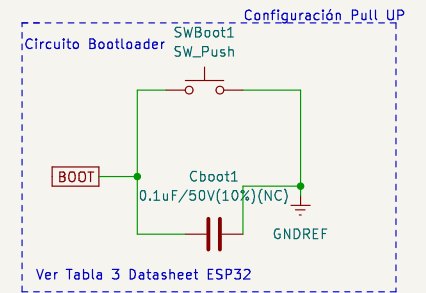 Configuración Pull UP
Circuito Bootloader
SWBoot1
SW_Push
BOOT
Cboot1
0.1uF/50V(10%)(NC)
GNDREF
Ver Tabla 3 Datasheet ESP32